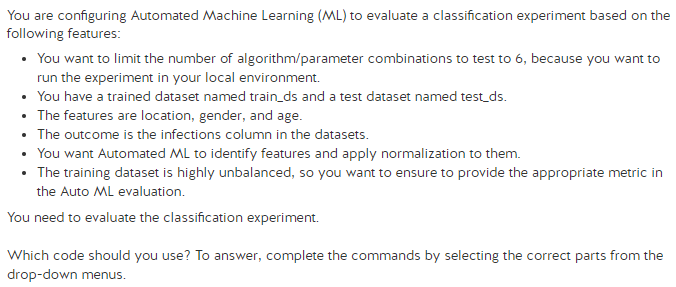 You are configuring Automated Machine Learning (ML) to evaluate a classification experiment based on the
following features:
• You want to limit the number of algorithm/parameter combinations to test to 6, because you want to
run the experiment in your local environment.
• You have a trained dataset named train_ds and a test dataset named test_ds.
• The features are location, gender, and age.
• The outcome is the infections column in the datasets.
• You want Automated ML to identify features and apply normalization to them.
• The training dataset is highly unbalanced, so you want to ensure to provide the appropriate metric in
the Auto ML evaluation.
You need to evaluate the classification experiment.
Which code should you use? To answer, complete the commands by selecting the correct parts from the
drop-down menus.